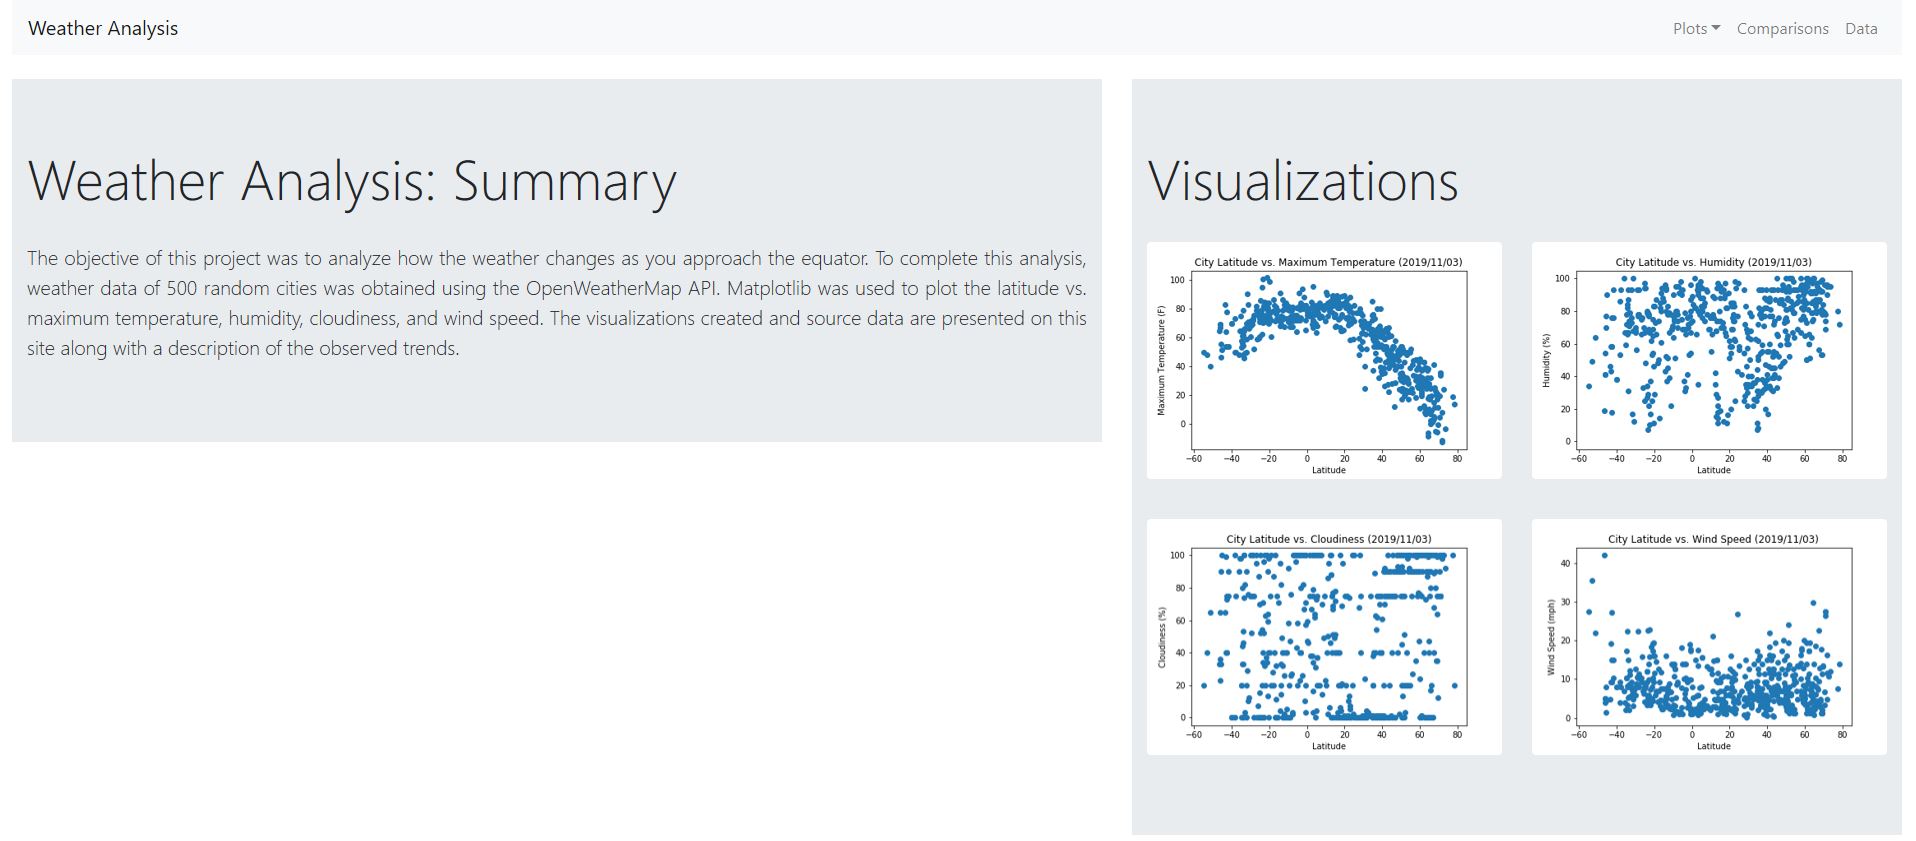 Weather Analysis
Plots Comparisons Data
Weather Analysis: Summary
The objective of this project was to analyze how the weather changes as you approach the equator. To complete this analysis,
weather data of 500 random cities was obtained using the OpenWeatherMap API. Matplotlib was used to plot the latitude vs.
maximum temperature, humidity, cloudiness, and wind speed. The visualizations created and source data are presented on this
site along with a description of the observed trends.
Visualizations
City Latitude vs. Maximum Temperature (2019/11/03)
Maximum Temperature (F)
100
80
60
40
20
0
−60 −40 −20 0 20 40 60 80
Latitude
City Latitude vs. Humidity (2019/11/03)
Humidity (%)
100
80
60
40
20
0
−60 −40 −20 0 20 40 60 80
Latitude
City Latitude vs. Cloudiness (2019/11/03)
Cloudiness (%)
100
80
60
40
20
0
−60 −40 −20 0 20 40 60 80
Latitude
City Latitude vs. Wind Speed (2019/11/03)
Wind Speed (mph)
40
30
20
10
0
−60 −40 −20 0 20 40 60 80
Latitude